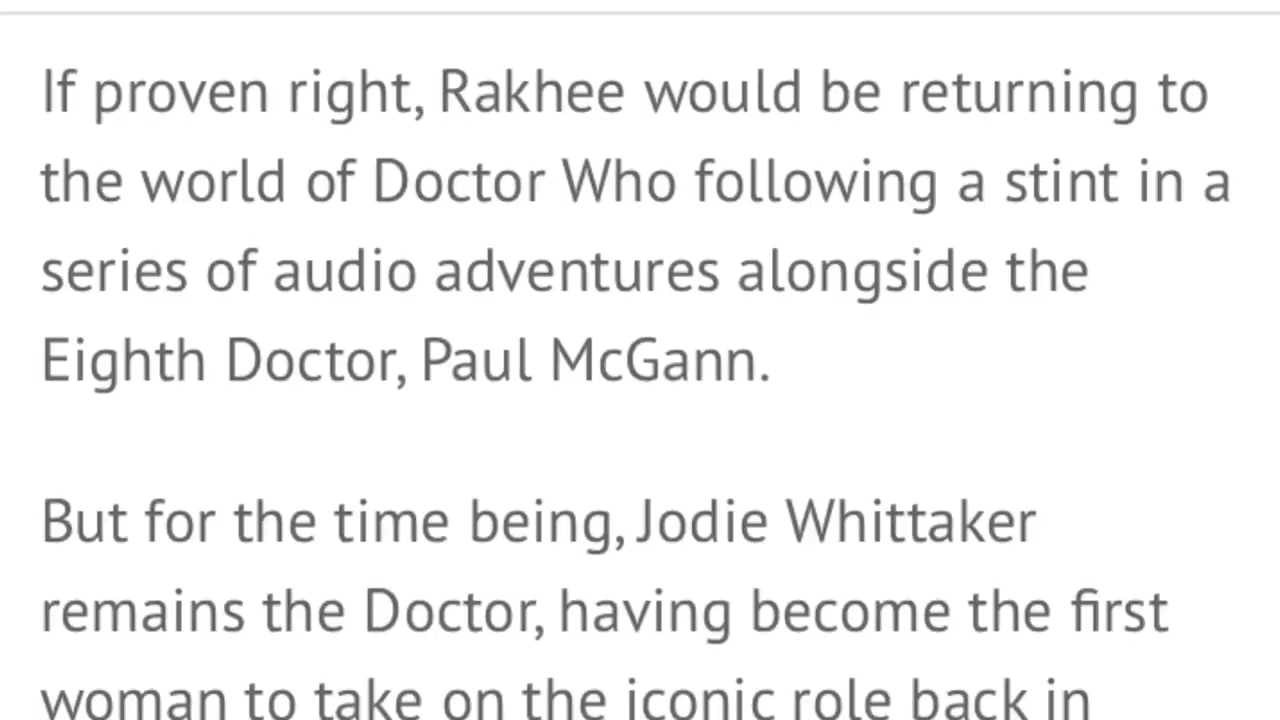 If proven right, Rakhee would be returning to
the world of Doctor Who following a stint in a
series of audio adventures alongside the
Eighth Doctor, Paul McGann.
But for the time being, Jodie Whittaker
remains the Doctor, having become the first
woman to take on the iconic role back in